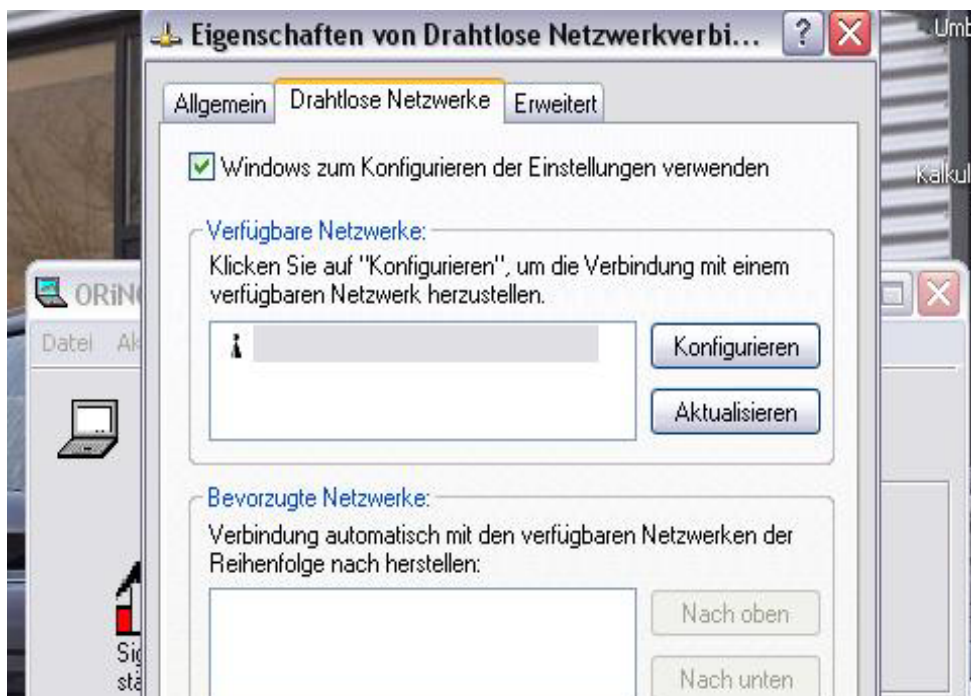 Eigenschaften von Drahtlose Netzwerkverbi...
Allgemein
Drahtlose Netzwerke
Erweitert
Windows zum Konfigurieren der Einstellungen verwenden
Verfügbare Netzwerke:
Klicken Sie auf "Konfigurieren", um die Verbindung mit einem
verfügbaren Netzwerk herzustellen.
Konfigurieren
Aktualisieren
Bevorzugte Netzwerke:
Verbindung automatisch mit den verfügbaren Netzwerken der
Reihenfolge nach herstellen:
Nach oben
Nach unten
Datei